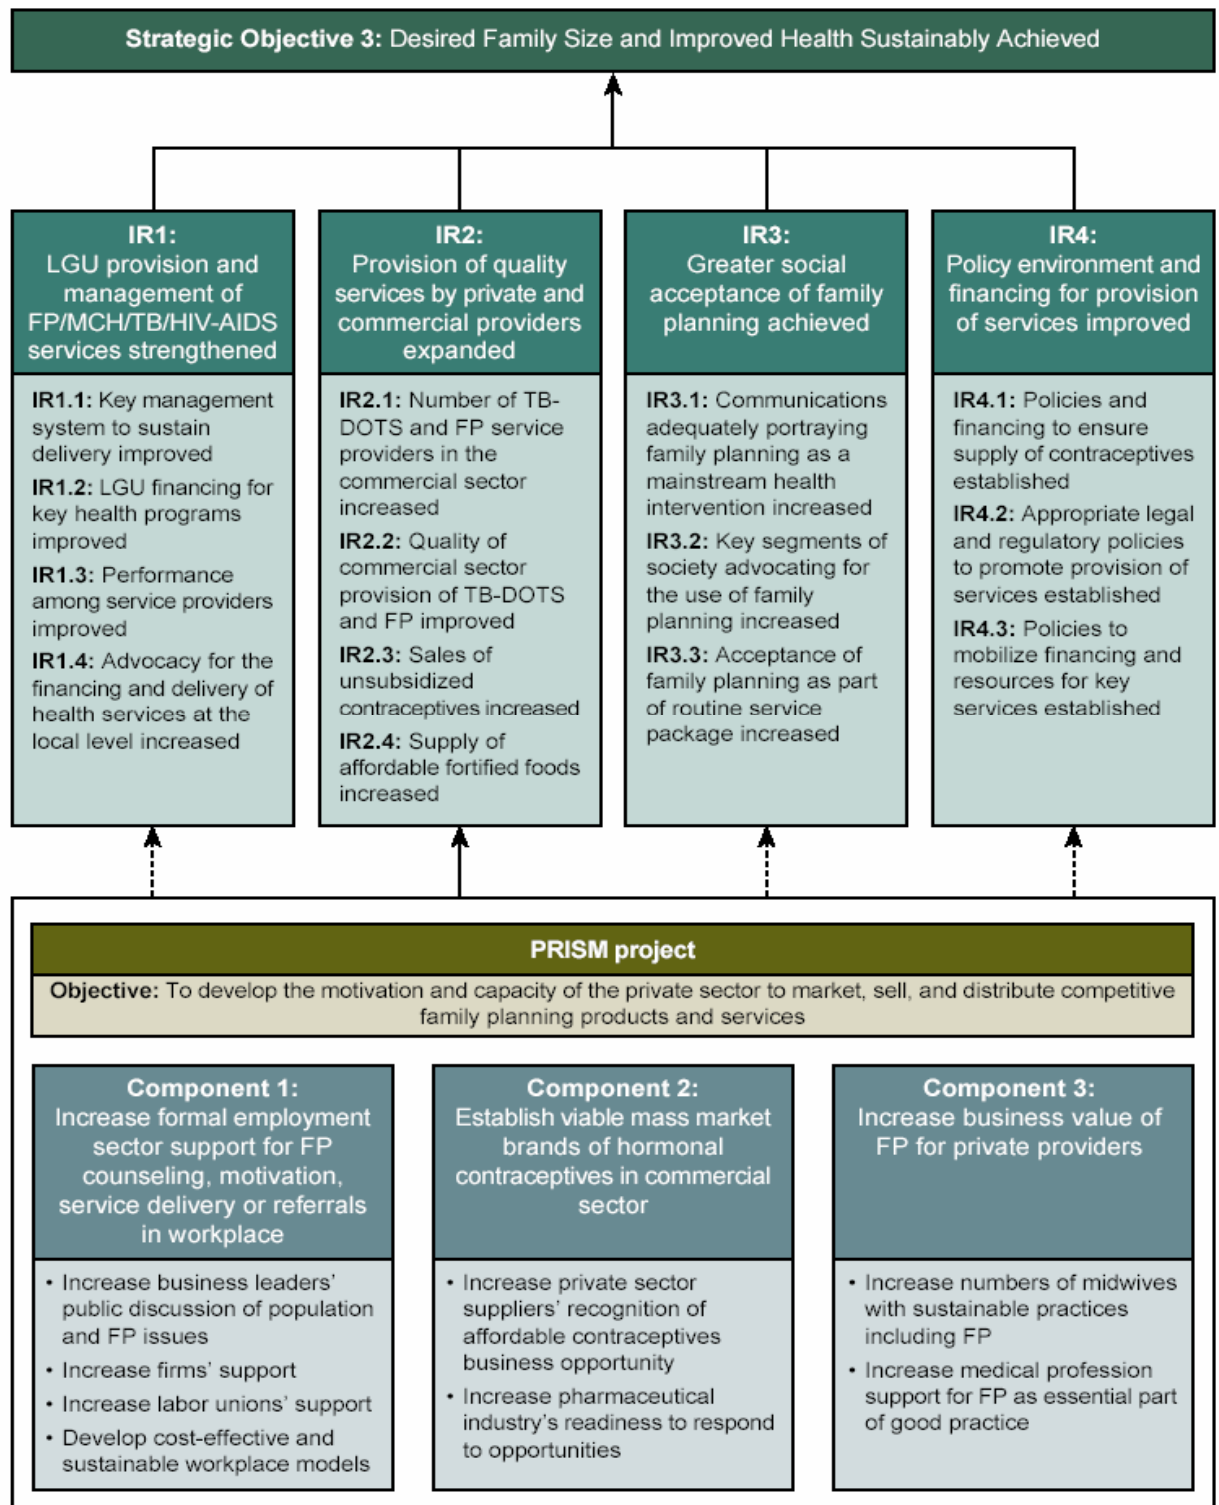 Strategic Objective 3: Desired Family Size and Improved Health Sustainably Achieved
IR1:
LGU provision and
management of
FP/MCH/TB/HIV-AIDS
services strengthened
IR1.1: Key management
system to sustain
delivery improved
IR1.2: LGU financing for
key health programs
improved
IR1.3: Performance
among service providers
improved
IR1.4: Advocacy for the
financing and delivery of
health services at the
local level increased
IR2:
Provision of quality
services by private and
commercial providers
expanded
IR2.1: Number of TB-
DOTS and FP service
providers in the
commercial sector
increased
IR2.2: Quality of
commercial sector
provision of TB-DOTS
and FP improved
IR2.3: Sales of
unsubsidized
contraceptives increased
IR2.4: Supply of
affordable fortified foods
increased
IR3:
Greater social
acceptance of family
planning achieved
IR3.1: Communications
adequately portraying
family planning as a
mainstream health
intervention increased
IR3.2: Key segments of
society advocating for
the use of family
planning increased
IR3.3: Acceptance of
family planning as part
of routine service
package increased
IR4:
Policy environment and
financing for provision
of services improved
IR4.1: Policies and
financing to ensure
supply of contraceptives
established
IR4.2: Appropriate legal
and regulatory policies
to promote provision of
services established
IR4.3: Policies to
mobilize financing and
resources for key
services established
PRISM project
Objective: To develop the motivation and capacity of the private sector to market, sell, and distribute competitive
family planning products and services
Component 1:
Increase formal employment
sector support for FP
counseling, motivation,
service delivery or referrals
in workplace
• Increase business leaders'
public discussion of population
and FP issues
• Increase firms' support
• Increase labor unions' support
• Develop cost-effective and
sustainable workplace models
Component 2:
Establish viable mass market
brands of hormonal
contraceptives in commercial
sector
• Increase private sector
suppliers' recognition of
affordable contraceptives
business opportunity
• Increase pharmaceutical
industry's readiness to respond
to opportunities
Component 3:
Increase business value of
FP for private providers
• Increase numbers of midwives
with sustainable practices
including FP
• Increase medical profession
support for FP as essential part
of good practice